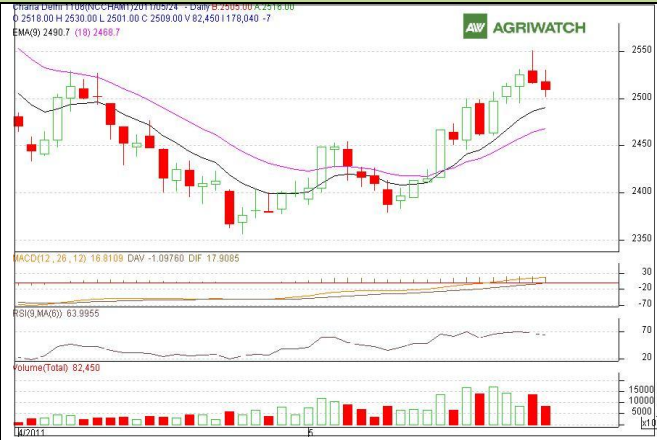 Chana Delhi 1106(NCCHAM1)2011/05/24 - Daily B:2505.00 A:2516.00
O 2518.00 H 2530.00 L 2501.00 C 2509.00 V 82,450 I 178,040 -7
EMA(9) 2490.7 (18) 2468.7
AW AGRIWATCH
2550
2500
2450
2400
2350
MACD(12 , 26 , 12) 16.8109 DAV -1.09760 DIF 17.9085
30
-20
-70
RSI(9,MA(6)) 63.9955
70
20
Volume(Total) 82,450
15000
10000
5000
x10
4/2011
5